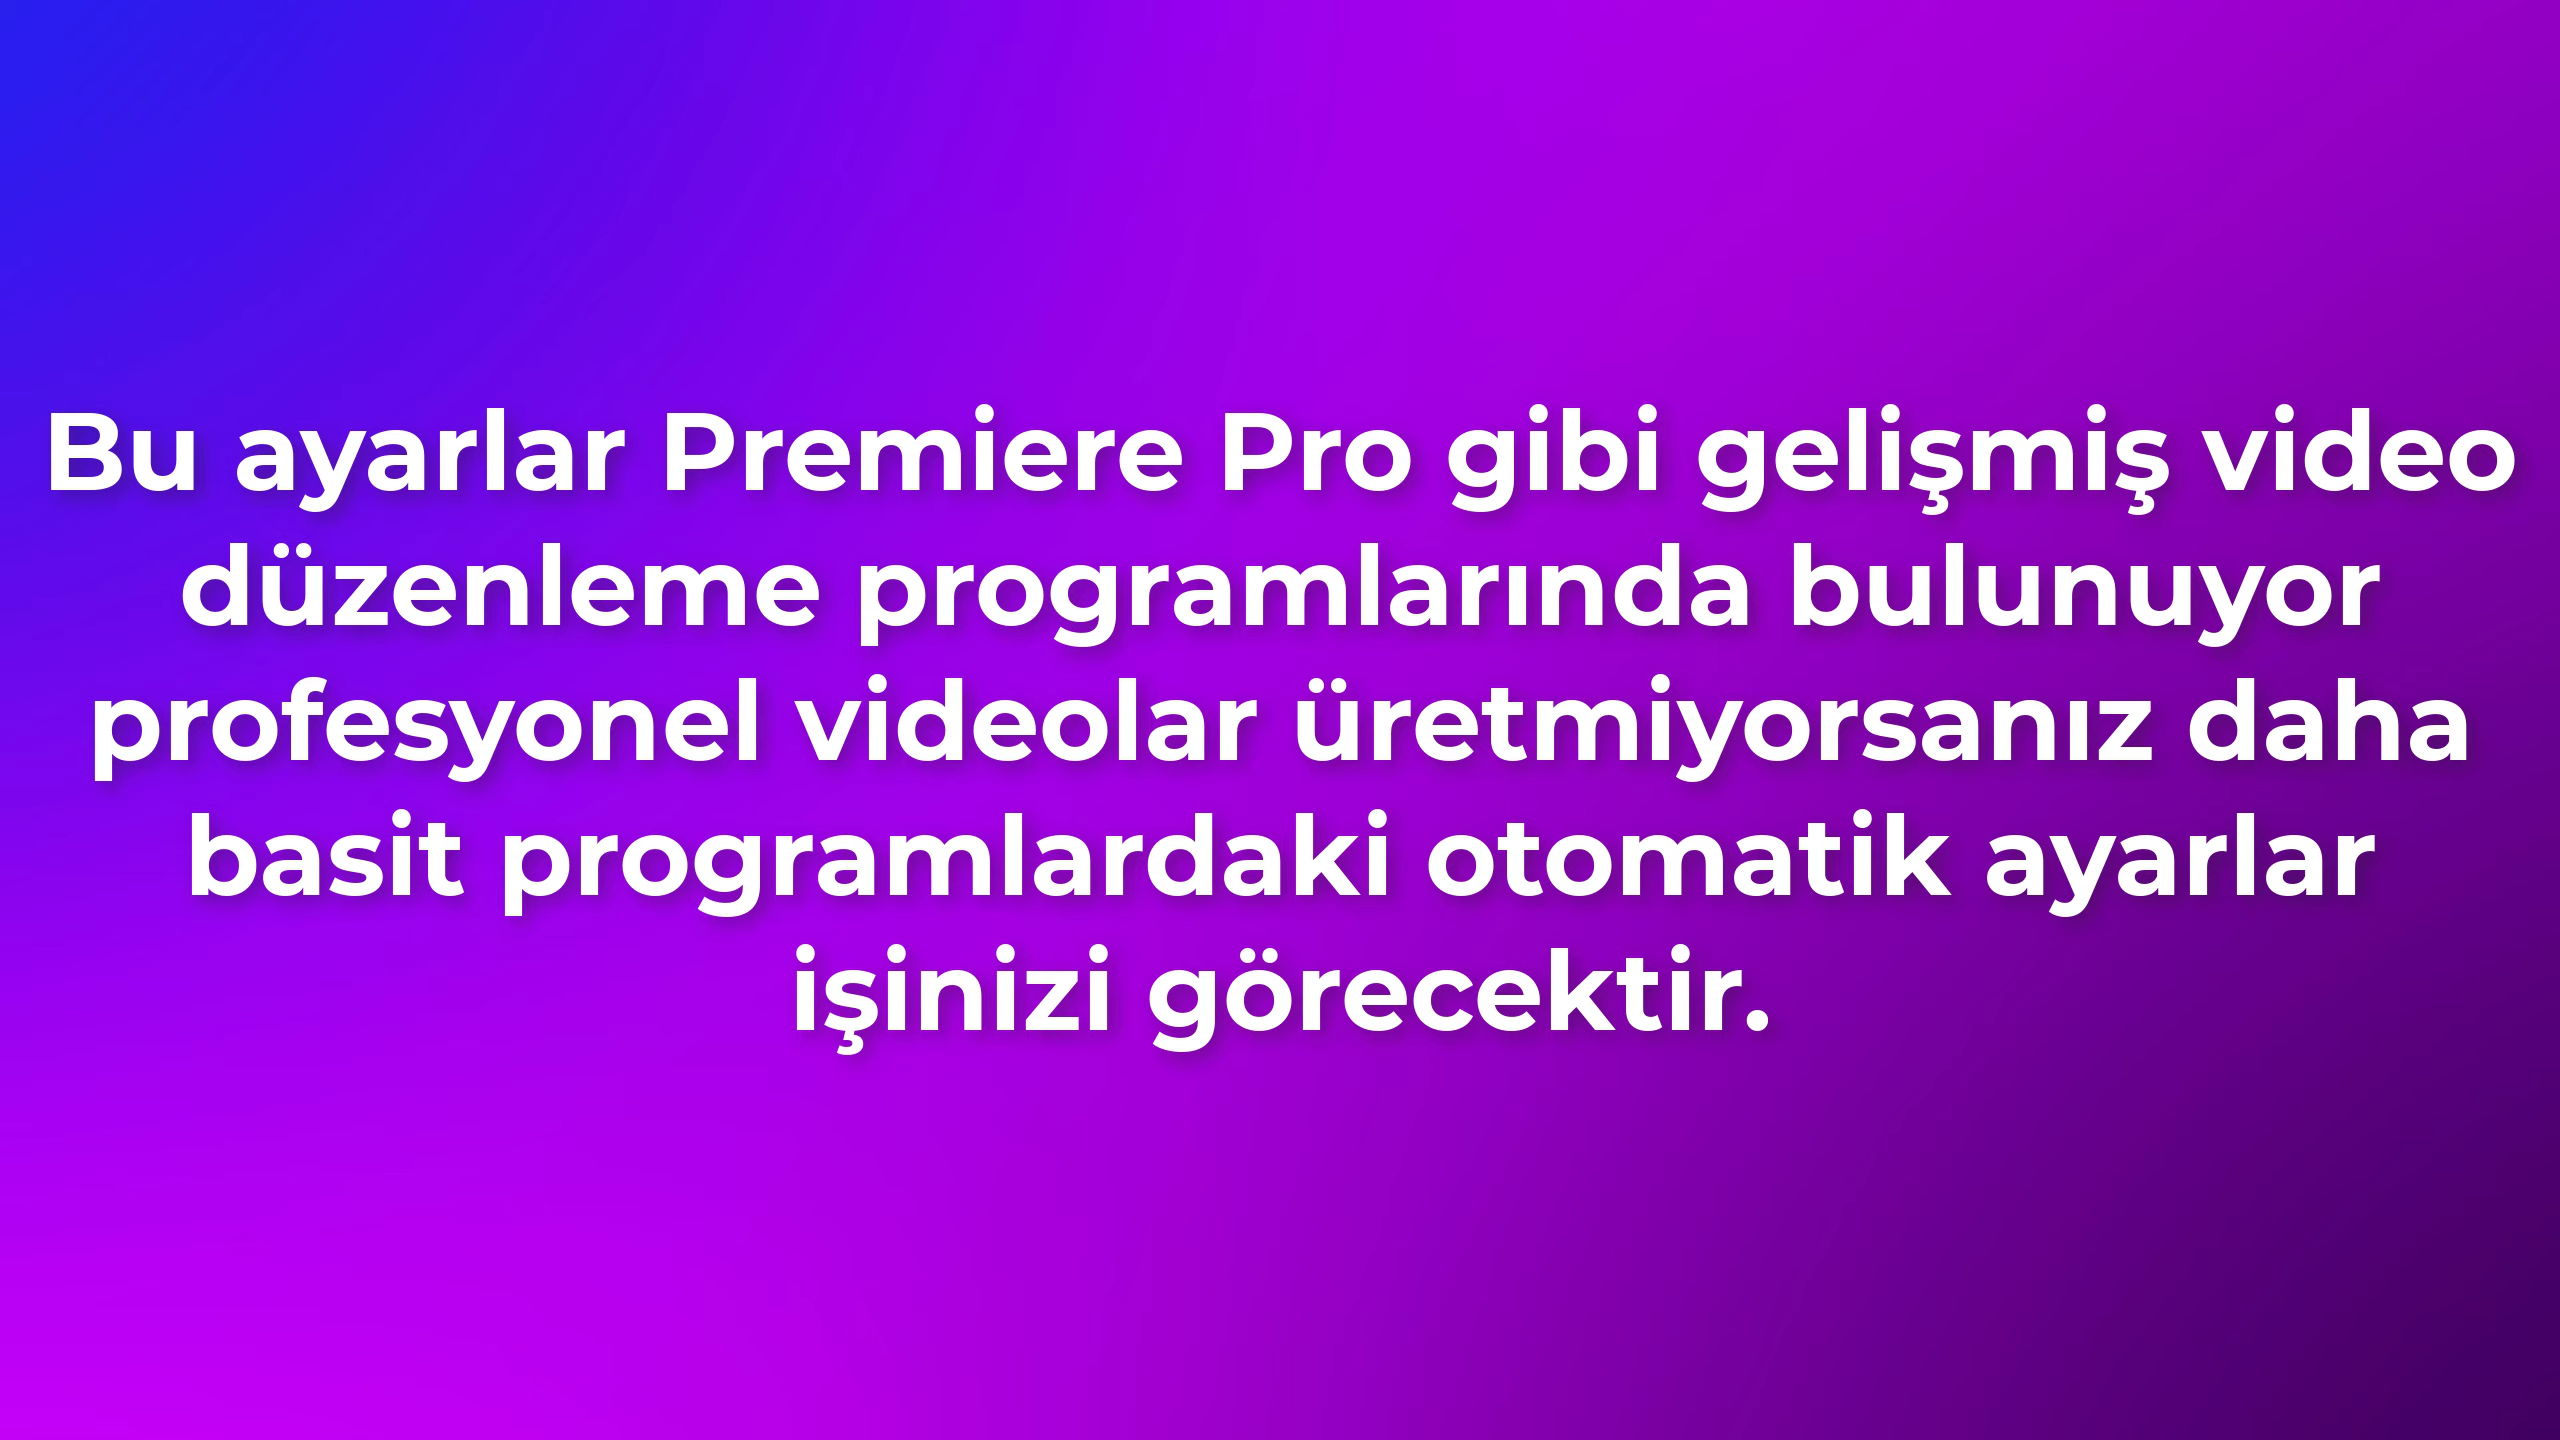 Bu ayarlar Premiere Pro gibi gelişmiş video
düzenleme programlarında bulunuyor
profesyonel videolar üretmiyorsanız daha
basit programlardaki otomatik ayarlar
işinizi görecektir.